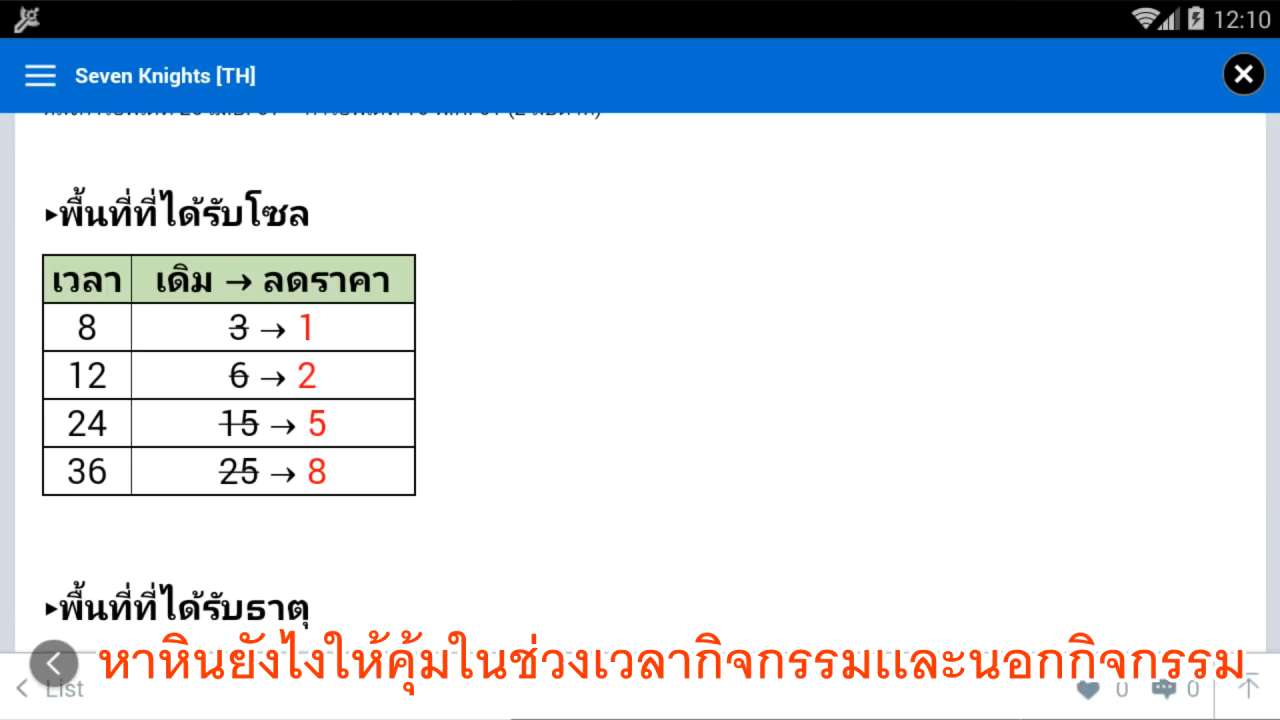 12:10
Seven Knights [TH]
▸พื้นที่ที่ได้รับโซล
เวลา เดิม → ลดราคา
8 3 → 1
12 6 → 2
24 15 → 5
36 25 → 8
▸พื้นที่ที่ได้รับธาตุ
หาหินยังไงให้คุ้มในช่วงเวลากิจกรรมและนอกกิจกรรม
List 0 0